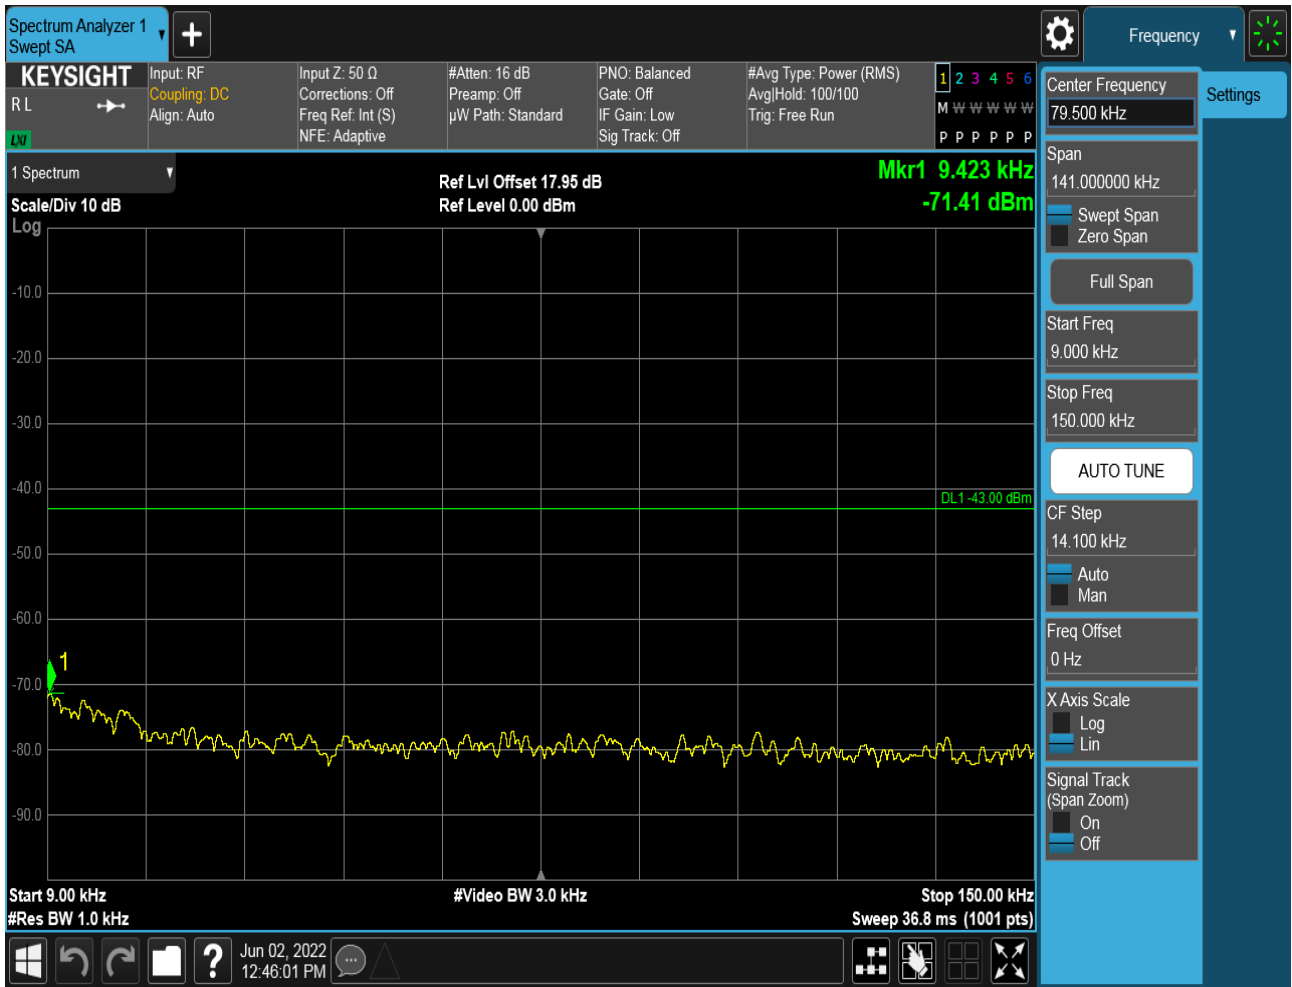 Spectrum Analyzer 1
Swept SA
Frequency
KEYSIGHT
R L
LXI
Input: RF
Coupling: DC
Align: Auto
Input Z: 50 Ω
Corrections: Off
Freq Ref: Int (S)
NFE: Adaptive
#Atten: 16 dB
Preamp: Off
µW Path: Standard
PNO: Balanced
Gate: Off
IF Gain: Low
Sig Track: Off
#Avg Type: Power (RMS)
Avg|Hold: 100/100
Trig: Free Run
1 2 3 4 5 6
M W W W W W
P P P P P P
1 Spectrum
Scale/Div 10 dB
Log
Ref Lvl Offset 17.95 dB
Ref Level 0.00 dBm
Mkr1 9.423 kHz
-71.41 dBm
-10.0
-20.0
-30.0
-40.0
DL1 -43.00 dBm
-50.0
-60.0
1
-70.0
-80.0
-90.0
Start 9.00 kHz
#Res BW 1.0 kHz
#Video BW 3.0 kHz
Stop 150.00 kHz
Sweep 36.8 ms (1001 pts)
Center Frequency
79.500 kHz
Settings
Span
141.000000 kHz
Swept Span
Zero Span
Full Span
Start Freq
9.000 kHz
Stop Freq
150.000 kHz
AUTO TUNE
CF Step
14.100 kHz
Auto
Man
Freq Offset
0 Hz
X Axis Scale
Log
Lin
Signal Track
(Span Zoom)
On
Off
?
Jun 02, 2022
12:46:01 PM